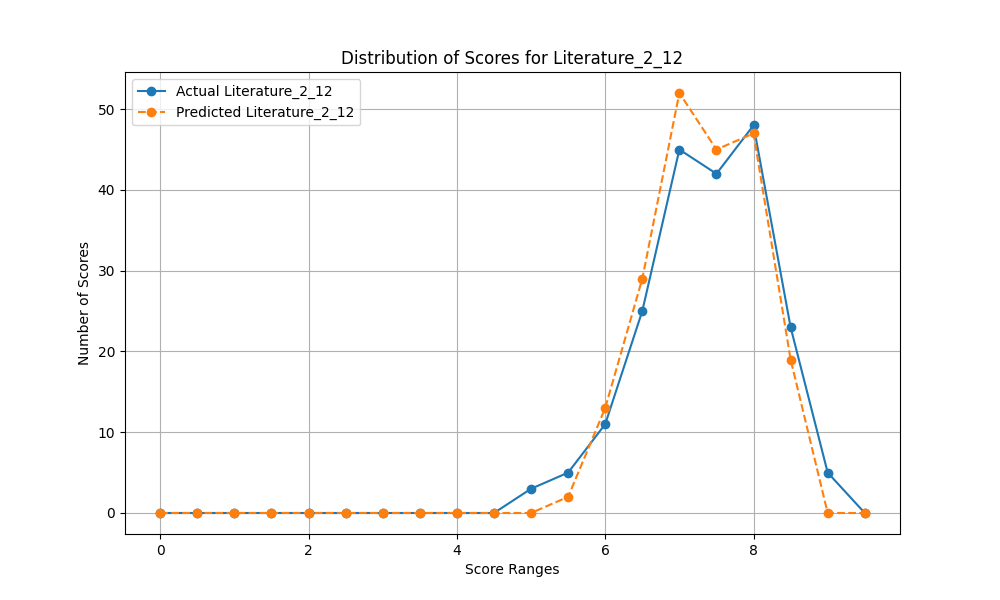 Distribution of Scores for Literature_2_12
Actual Literature_2_12
Predicted Literature_2_12
Number of Scores
50
40
30
20
10
0
0 2 4 6 8
Score Ranges